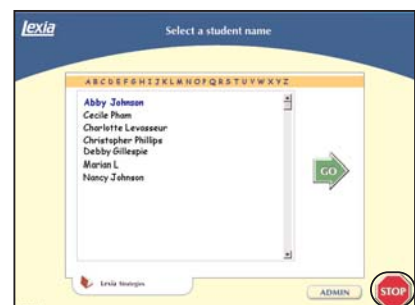 lexia
Select a student name
A B C D E F G H I J K L M N O P Q R S T U V W X Y Z
Abby Johnson
Cecile Pham
Charlotte Levasseur
Christopher Phillips
Debby Gillespie
Marian L
Nancy Johnson
GO
Lexia Strategies
ADMIN
STOP